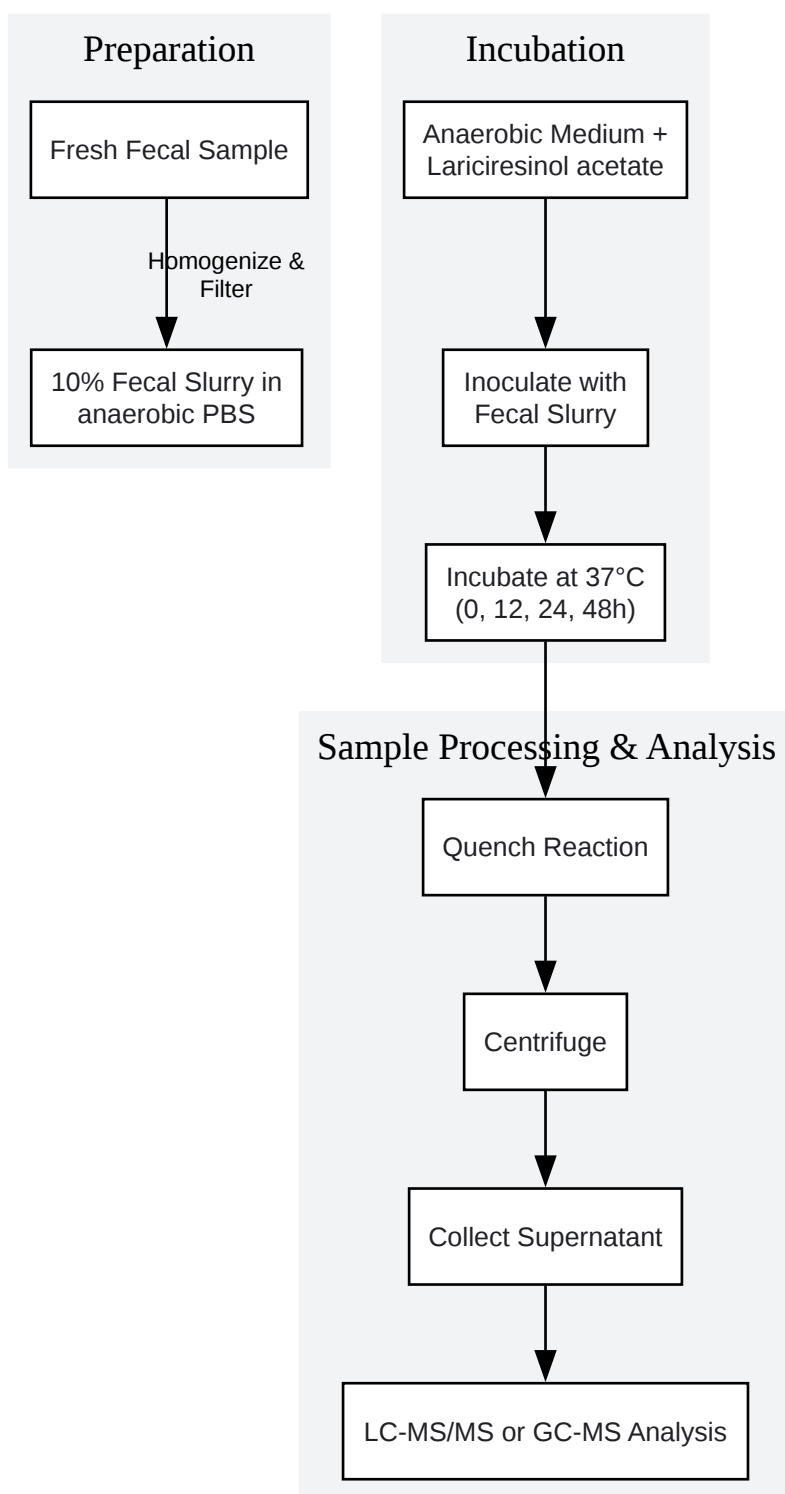 Preparation
Fresh Fecal Sample
Homogenize &
Filter
10% Fecal Slurry in
anaerobic PBS
Incubation
Anaerobic Medium +
Lariciresinol acetate
Inoculate with
Fecal Slurry
Incubate at 37°C
(0, 12, 24, 48h)
Sample Processing & Analysis
Quench Reaction
Centrifuge
Collect Supernatant
LC-MS/MS or GC-MS Analysis